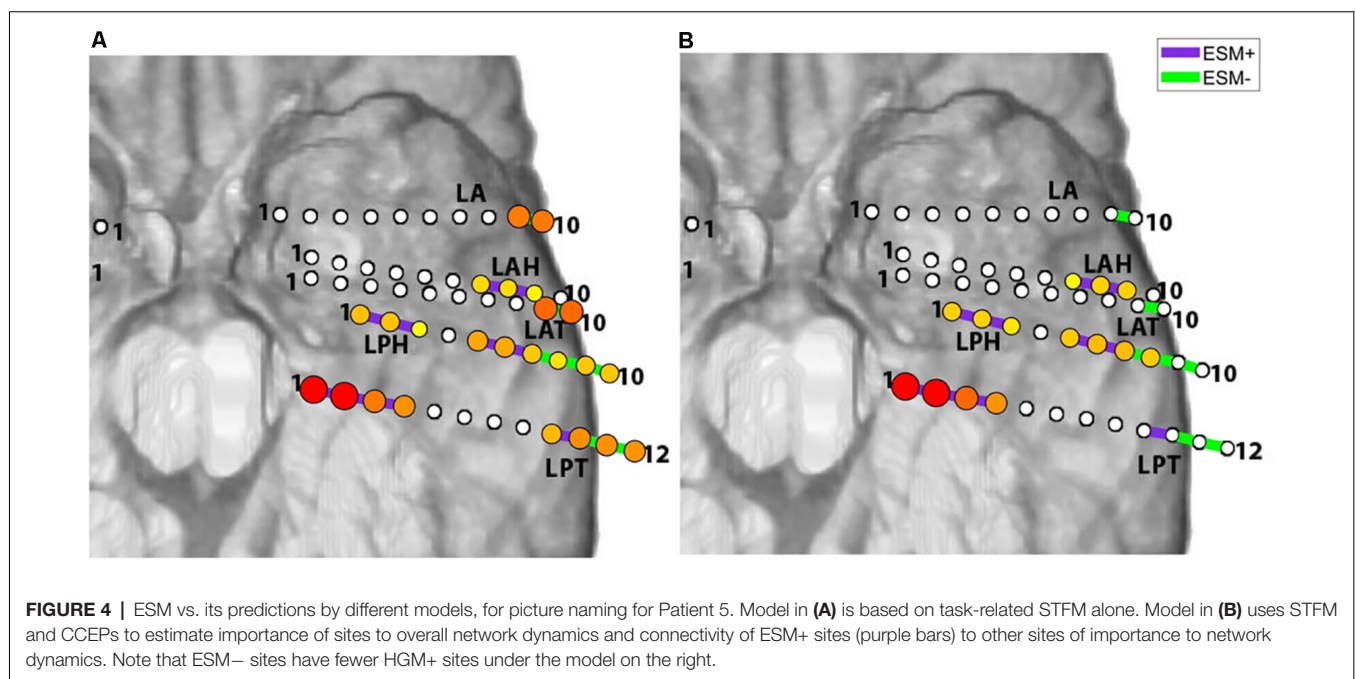 A
B
ESM+
ESM-
LA
1
10
1
1
LAH
1
10
1
10
LAT
1
LPH
10
1
12
LPT
LA
1
10
1
1
LAH
1
10
1
10
LAT
1
LPH
10
1
12
LPT
FIGURE 4 | ESM vs. its predictions by different models, for picture naming for Patient 5. Model in (A) is based on task-related STFM alone. Model in (B) uses STFM
and CCEPs to estimate importance of sites to overall network dynamics and connectivity of ESM+ sites (purple bars) to other sites of importance to network
dynamics. Note that ESM− sites have fewer HGM+ sites under the model on the right.